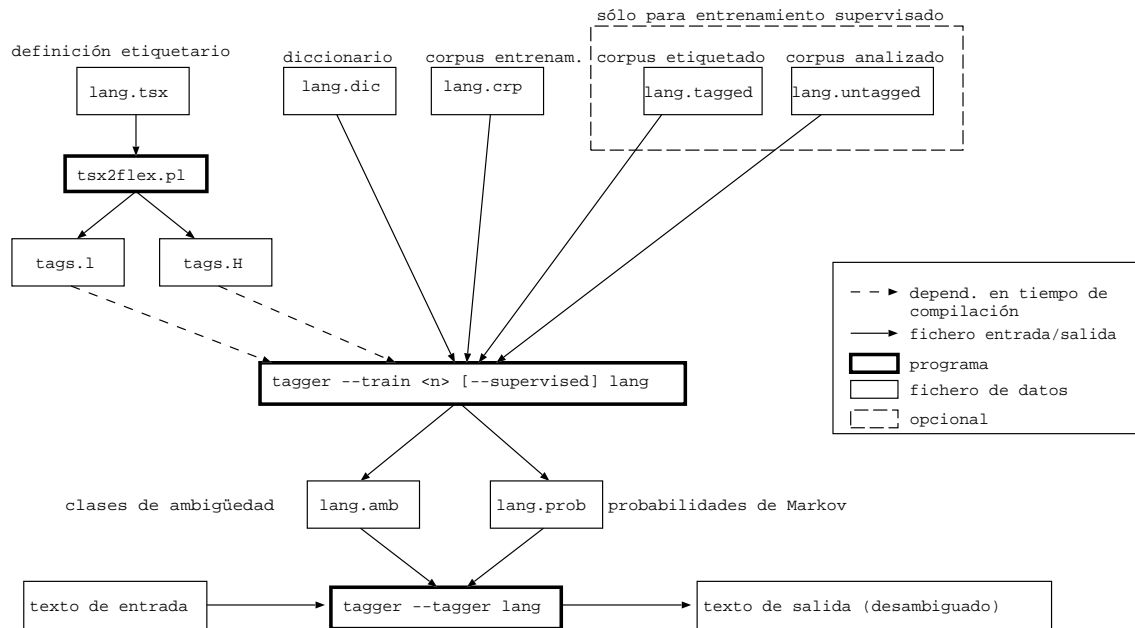 sólo para entrenamiento supervisado
definición etiquetario
diccionario
corpus entrenam.
corpus etiquetado
corpus analizado
lang.tsx
lang.dic
lang.crp
lang.tagged
lang.untagged
tsx2flex.pl
tags.l
tags.H
depend. en tiempo de
compilación
fichero entrada/salida
programa
fichero de datos
opcional
tagger --train <n> [--supervised] lang
clases de ambigüedad
lang.amb
lang.prob
probabilidades de Markov
texto de entrada
tagger --tagger lang
texto de salida (desambiguado)